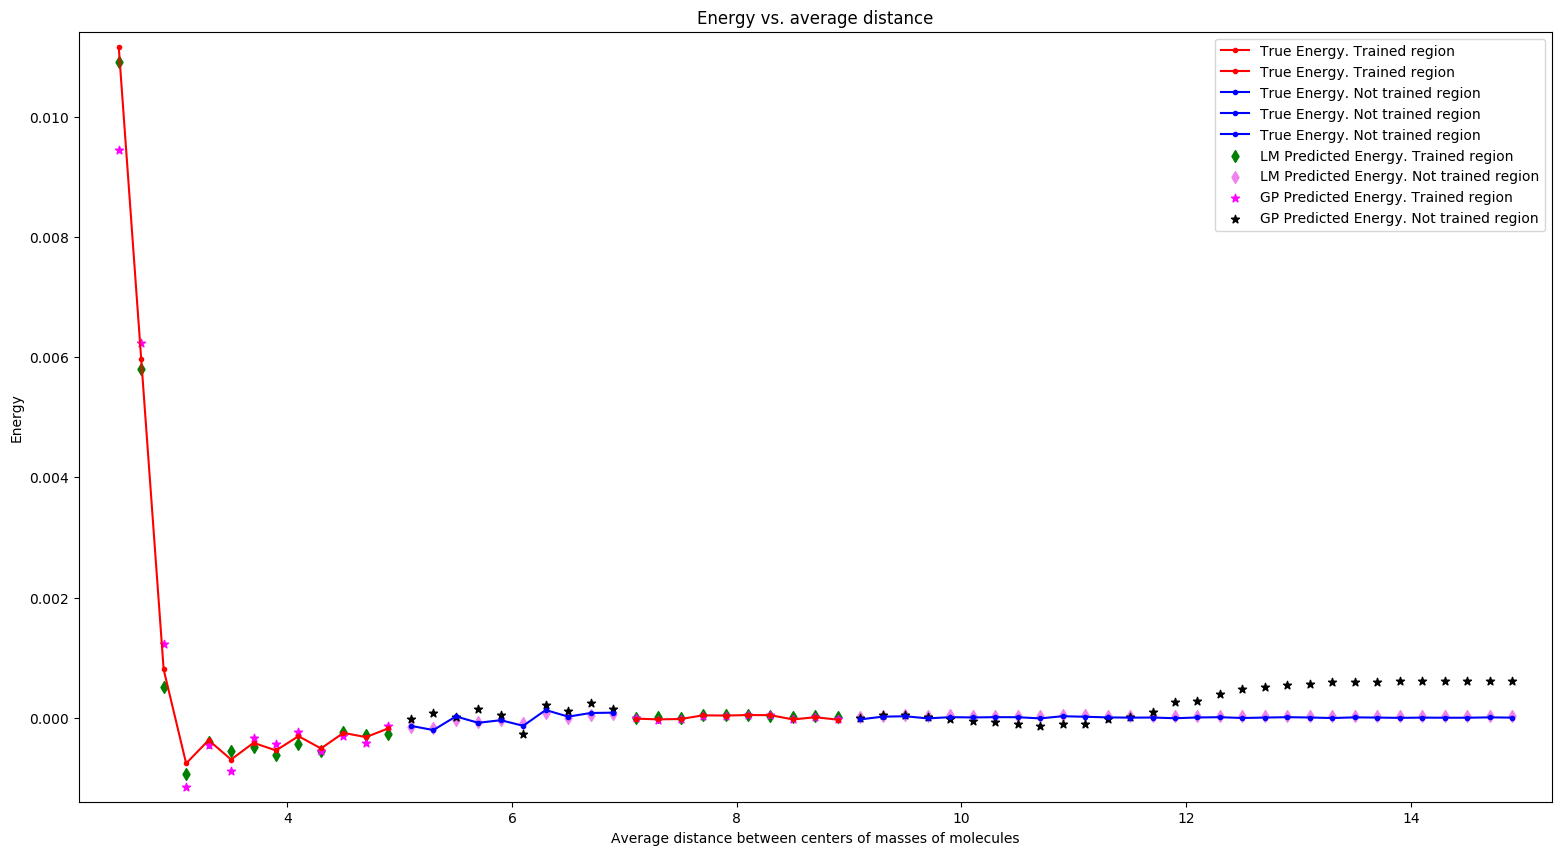 Energy vs. average distance
True Energy. Trained region
True Energy. Trained region
True Energy. Not trained region
True Energy. Not trained region
True Energy. Not trained region
LM Predicted Energy. Trained region
LM Predicted Energy. Not trained region
GP Predicted Energy. Trained region
GP Predicted Energy. Not trained region
0.010
0.008
0.006
0.004
0.002
0.000
Energy
4 6 8 10 12 14
Average distance between centers of masses of molecules